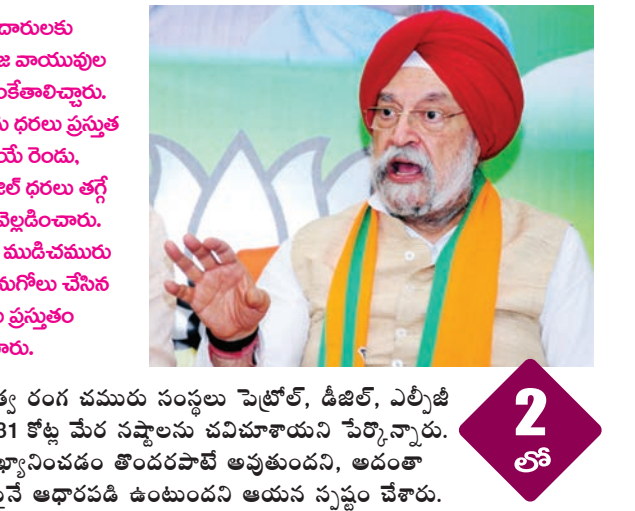 దారులకు
జ వాయువుల
ంకేతాలిచ్చారు.
ధరలు ప్రస్తుత
యే రెండు,
ధరలు తగ్గే
వెల్లడించారు.
ముడిచమురు
నుగోలు చేసిన
ప్రస్తుతం
ారు.
త్వ రంగ చమురు సంస్థలు పెట్రోల్, డీజిల్, ఎల్పీజీ
31 కోట్ల మేర నష్టాలను చవిచూశాయని పేర్కొన్నారు.
ఖ్యానించడం తొందరపాటే అవుతుందని, అదంతా
పైనే ఆధారపడి ఉంటుందని ఆయన స్పష్టం చేశారు.
2
లో